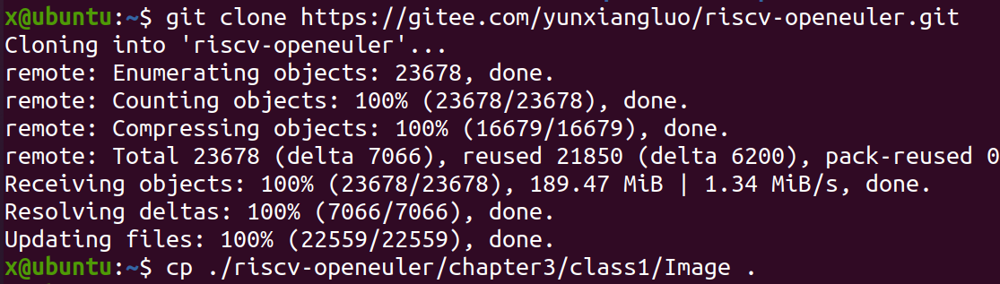 x@ubuntu:~$ git clone https://gitee.com/yunxiangluo/riscv-openeuler.git
Cloning into 'riscv-openeuler'...
remote: Enumerating objects: 23678, done.
remote: Counting objects: 100% (23678/23678), done.
remote: Compressing objects: 100% (16679/16679), done.
remote: Total 23678 (delta 7066), reused 21850 (delta 6200), pack-reused 0
Receiving objects: 100% (23678/23678), 189.47 MiB | 1.34 MiB/s, done.
Resolving deltas: 100% (7066/7066), done.
Updating files: 100% (22559/22559), done.
x@ubuntu:~$ cp ./riscv-openeuler/chapter3/class1/Image .